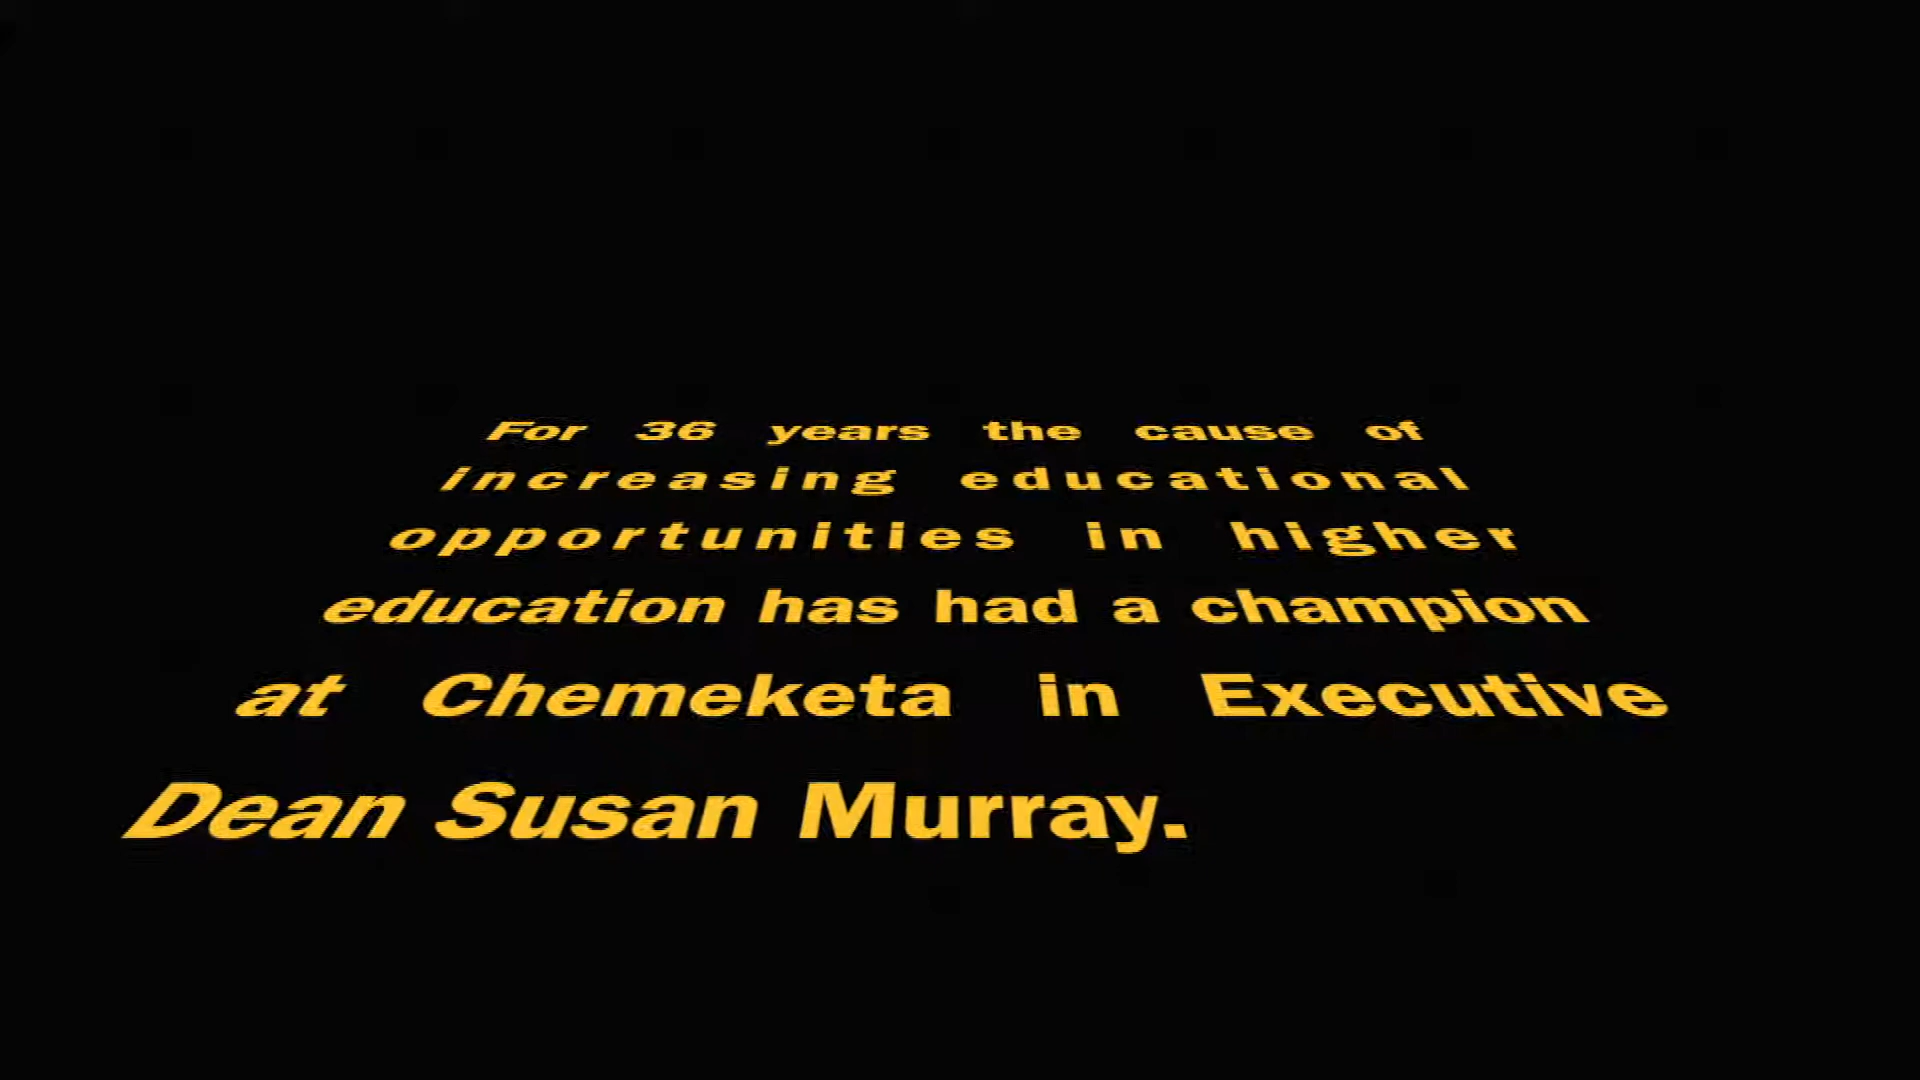 For 36 years the cause of
increasing educational
opportunities in higher
education has had a champion
at Chemeketa in Executive
Dean Susan Murray.